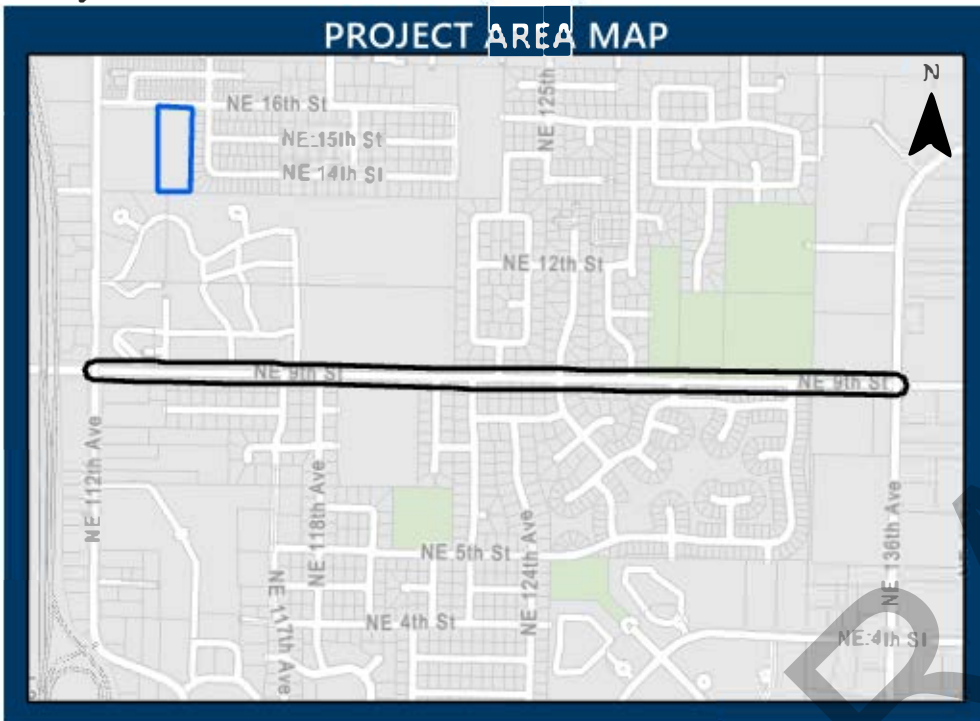 PROJECT AREA MAP
N
NE 16th St
NE 125th
NE 15th St
NE 14th St
NE 12th St
NE 9th St
NE 9th St
NE 112th Ave
NE 118th Ave
NE 136th Ave
NE 124th Ave
NE 5th St
NE 117th Ave
NE 4th St
NE 4th St